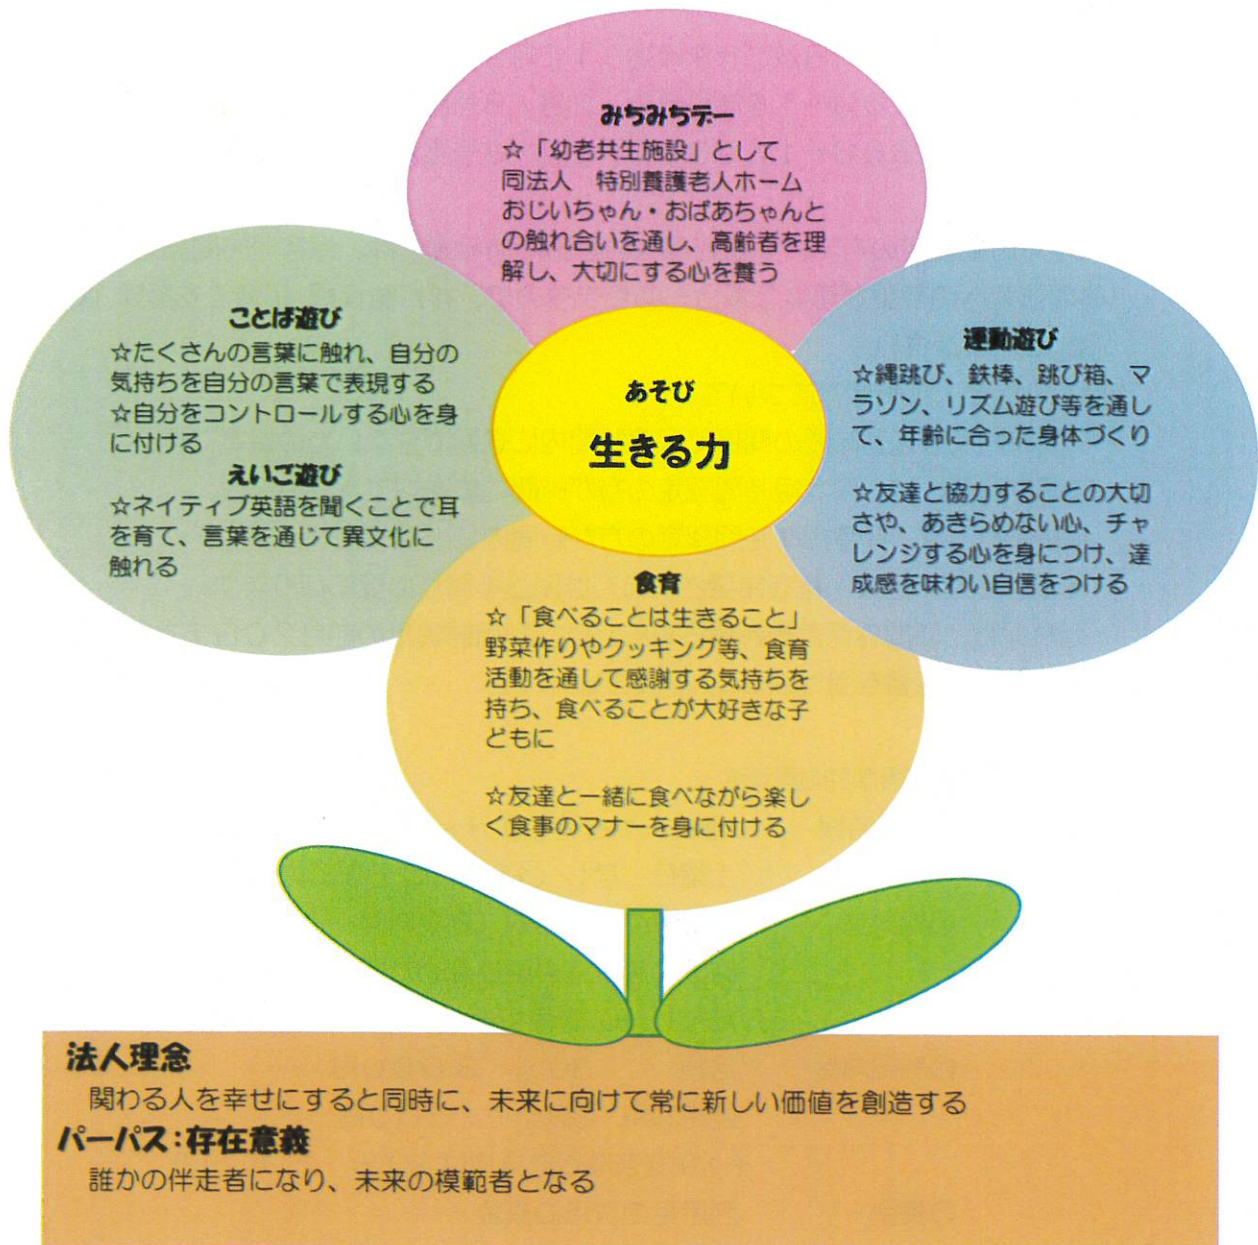 みちみちデー
☆「幼老共生施設」として
同法人　特別養護老人ホーム
おじいちゃん・おばあちゃんと
の触れ合いを通し、高齢者を理
解し、大切にする心を養う
ことば遊び
☆たくさんの言葉に触れ、自分の
気持ちを自分の言葉で表現する
☆自分をコントロールする心を身
に付ける
えいご遊び
☆ネイティブ英語を聞くことで耳
を育て、言葉を通じて異文化に
触れる
あそび
生きる力
運動遊び
☆縄跳び、鉄棒、跳び箱、マ
ラソン、リズム遊び等を通し
て、年齢に合った身体づくり
☆友達と協力することの大切
さや、あきらめない心、チャ
レンジする心を身につけ、達
成感を味わい自信をつける
食育
☆「食べることは生きること」
野菜作りやクッキング等、食育
活動を通して感謝する気持ちを
持ち、食べることが大好きな子
どもに
☆友達と一緒に食べながら楽し
く食事のマナーを身に付ける
法人理念
関わる人を幸せにすると同時に、未来に向けて常に新しい価値を創造する
パーパス：存在意義
誰かの伴走者になり、未来の模範者となる